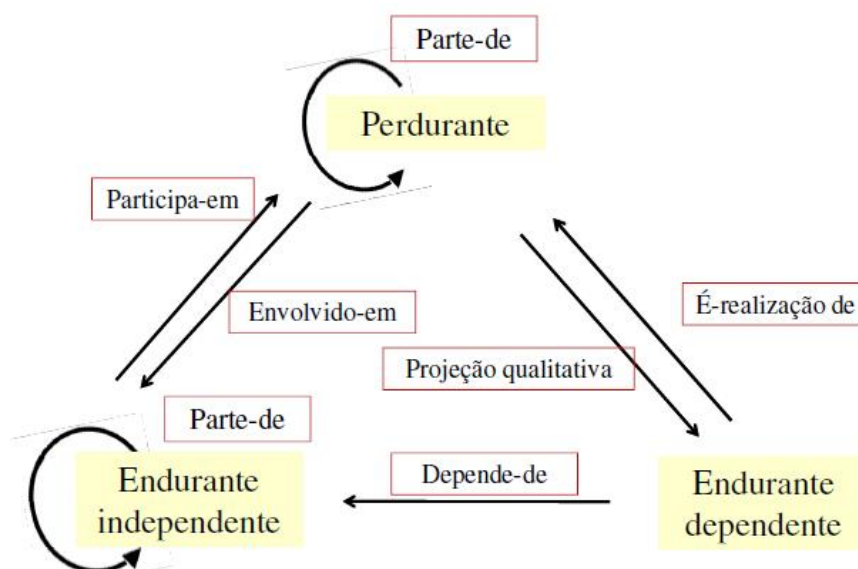 Parte-de
Perdurante
Participa-em
Envolvido-em
É-realização de
Projeção qualitativa
Parte-de
Depende-de
Endurante
independente
Endurante
dependente